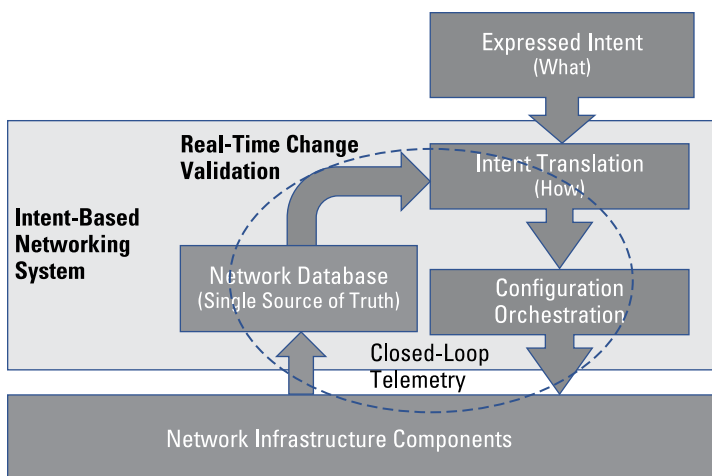 Expressed Intent
(What)
Real-Time Change
Validation
Intent Translation
(How)
Intent-Based
Networking
System
Network Database
(Single Source of Truth)
Configuration
Orchestration
Closed-Loop
Telemetry
Network Infrastructure Components